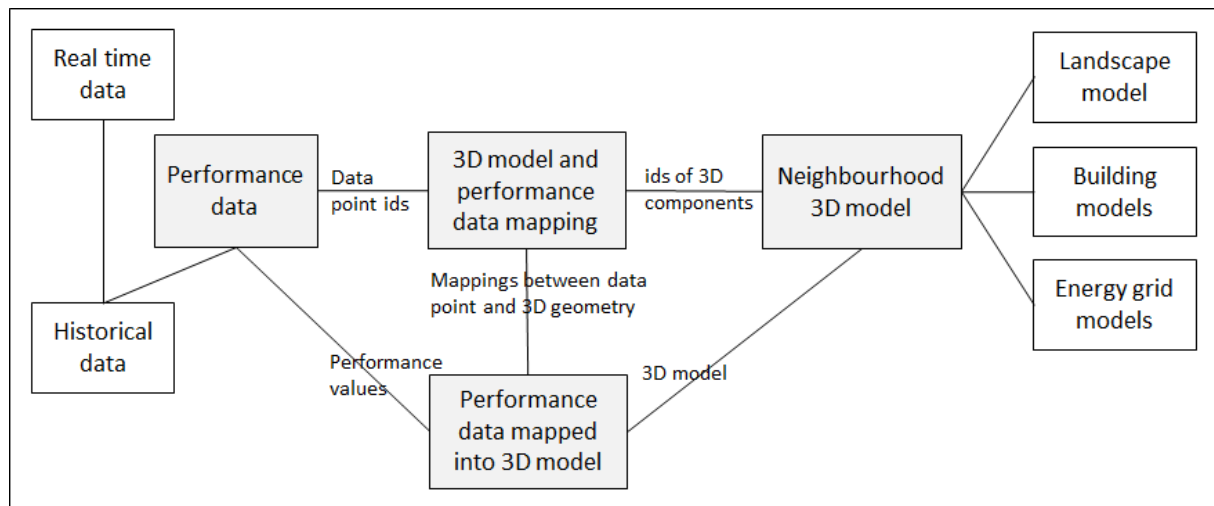 Real time
data
Performance
data
Historical
data
Data
point ids
3D model and
performance
data mapping
ids of 3D
components
Neighbourhood
3D model
Landscape
model
Building
models
Energy grid
models
Mappings between data
point and 3D geometry
Performance
values
3D model
Performance
data mapped
into 3D model